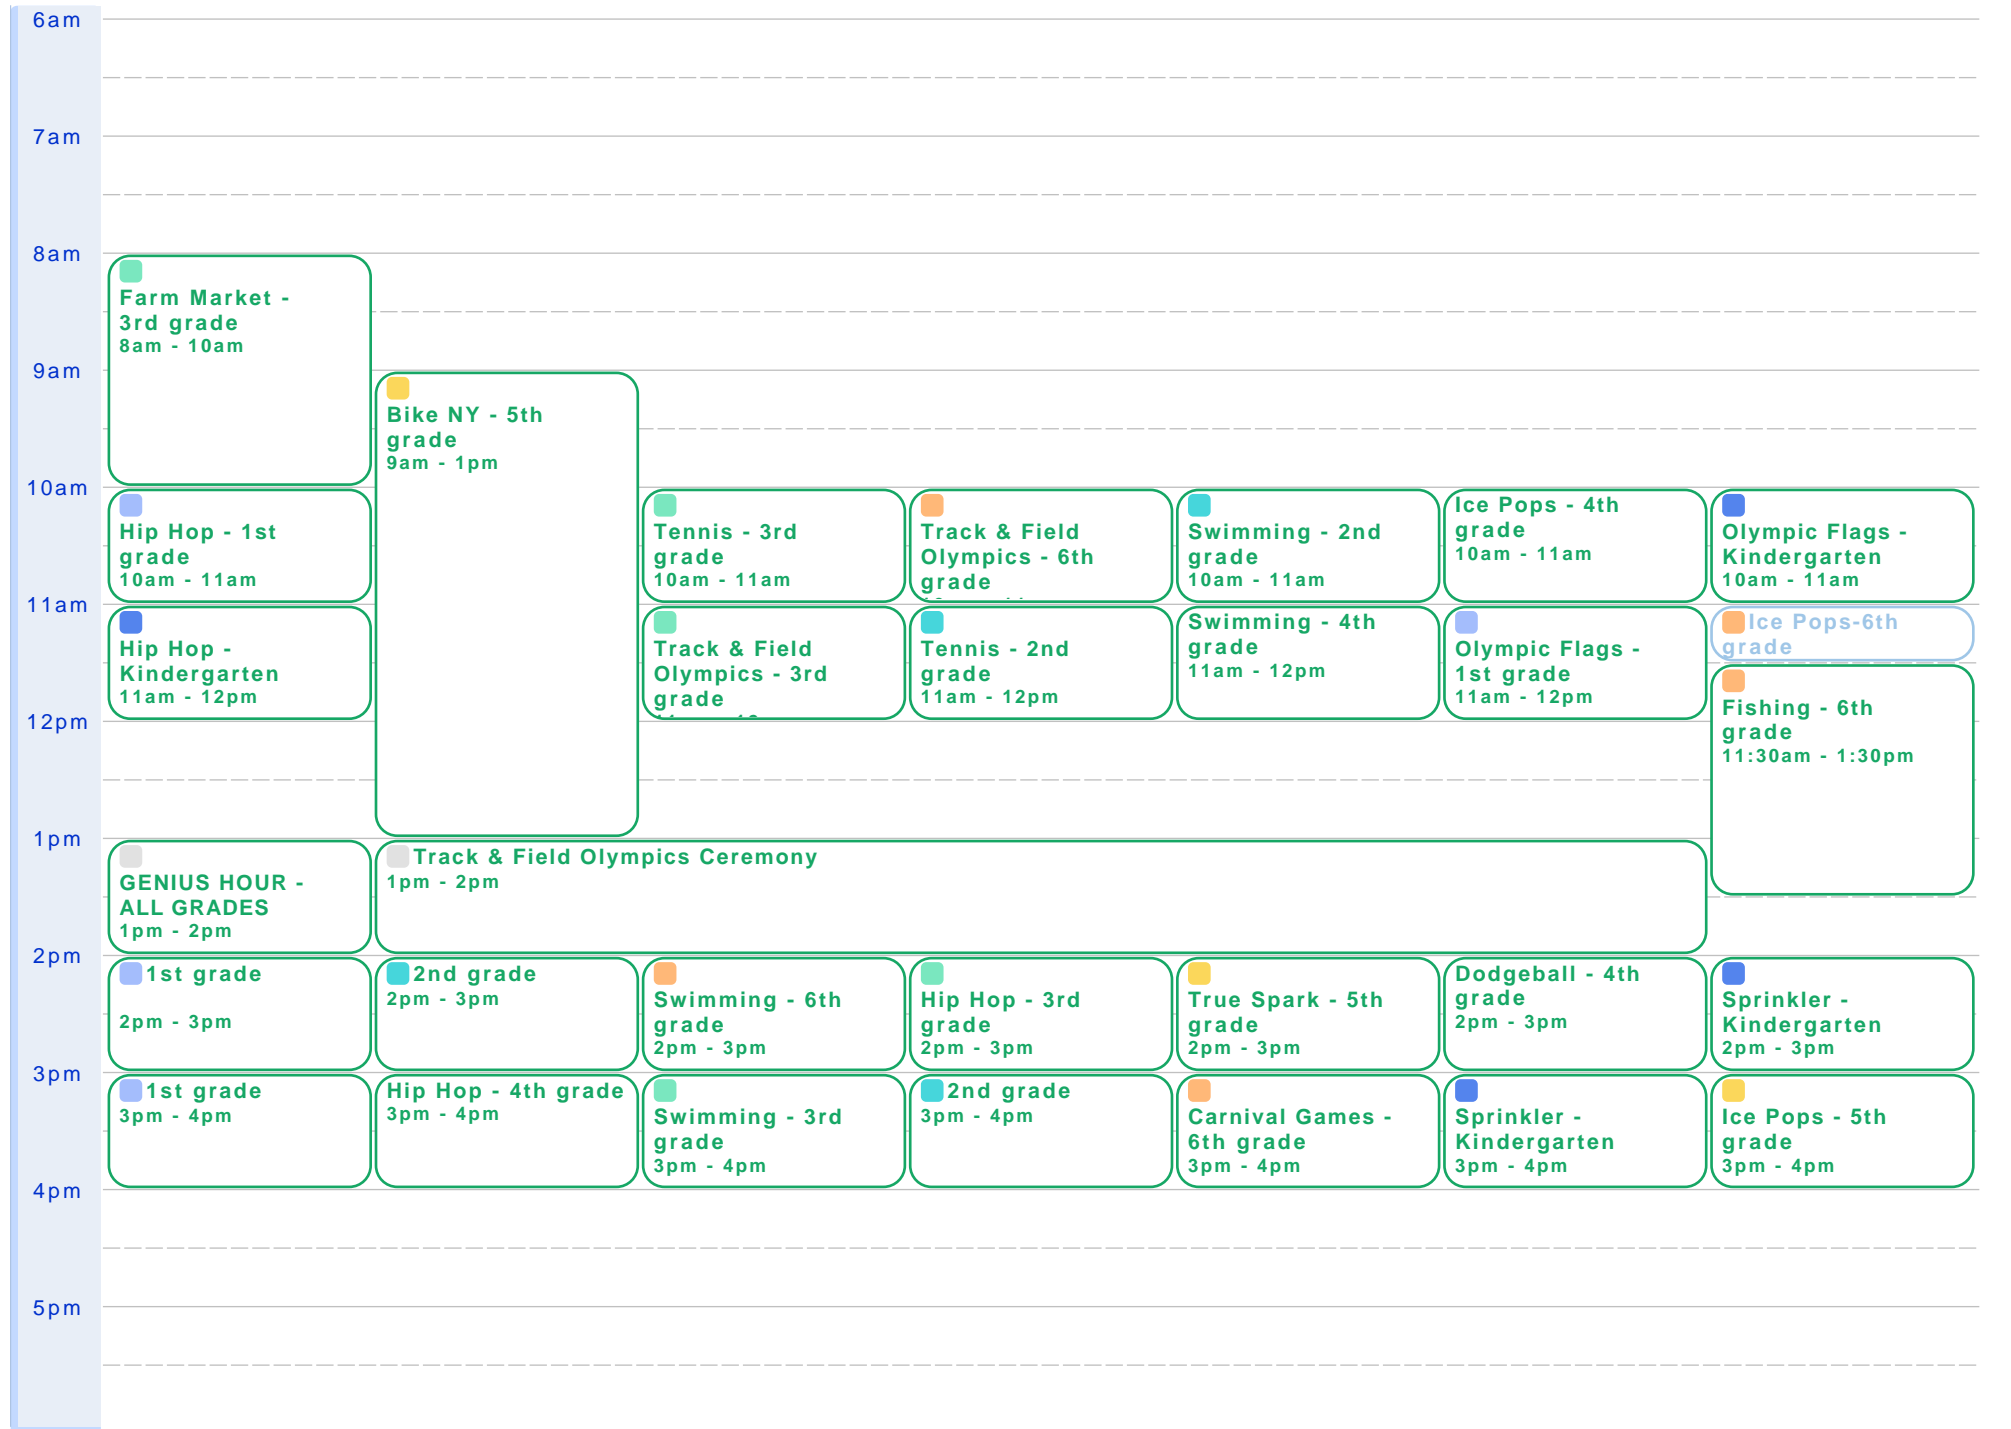 6am
7am
8am
Farm Market -
3rd grade
8am - 10am
9am
Bike NY - 5th
grade
9am - 1pm
10am
Hip Hop - 1st
grade
10am - 11am
Tennis - 3rd
grade
10am - 11am
Track & Field
Olympics - 6th
grade
Swimming - 2nd
grade
10am - 11am
Ice Pops - 4th
grade
10am - 11am
Olympic Flags -
Kindergarten
10am - 11am
11am
Hip Hop -
Kindergarten
11am - 12pm
Track & Field
Olympics - 3rd
grade
Tennis - 2nd
grade
11am - 12pm
Swimming - 4th
grade
11am - 12pm
Olympic Flags -
1st grade
11am - 12pm
Ice Pops-6th
grade
Fishing - 6th
grade
11:30am - 1:30pm
12pm
1pm
GENIUS HOUR -
ALL GRADES
1pm - 2pm
Track & Field Olympics Ceremony
1pm - 2pm
2pm
1st grade
2pm - 3pm
2nd grade
2pm - 3pm
Swimming - 6th
grade
2pm - 3pm
Hip Hop - 3rd
grade
2pm - 3pm
True Spark - 5th
grade
2pm - 3pm
Dodgeball - 4th
grade
2pm - 3pm
Sprinkler -
Kindergarten
2pm - 3pm
3pm
1st grade
3pm - 4pm
Hip Hop - 4th grade
3pm - 4pm
Swimming - 3rd
grade
3pm - 4pm
2nd grade
3pm - 4pm
Carnival Games -
6th grade
3pm - 4pm
Sprinkler -
Kindergarten
3pm - 4pm
Ice Pops - 5th
grade
3pm - 4pm
4pm
5pm